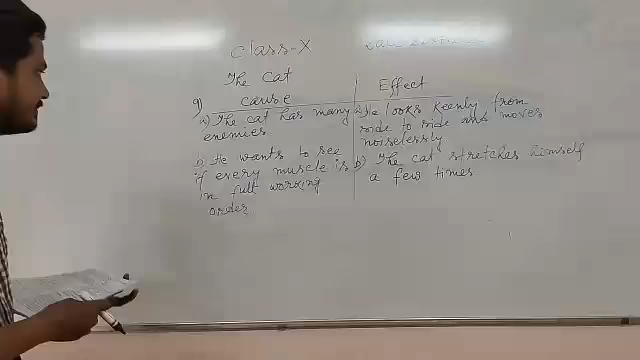 Class-X
The Cat
g) cause
a) The cat has many
enemies
b) He wants to see
if every muscle is
in full working
order
Effect
a) He looks keenly from
side to side and moves
noiselessly
b) The cat stretches himself
a few times